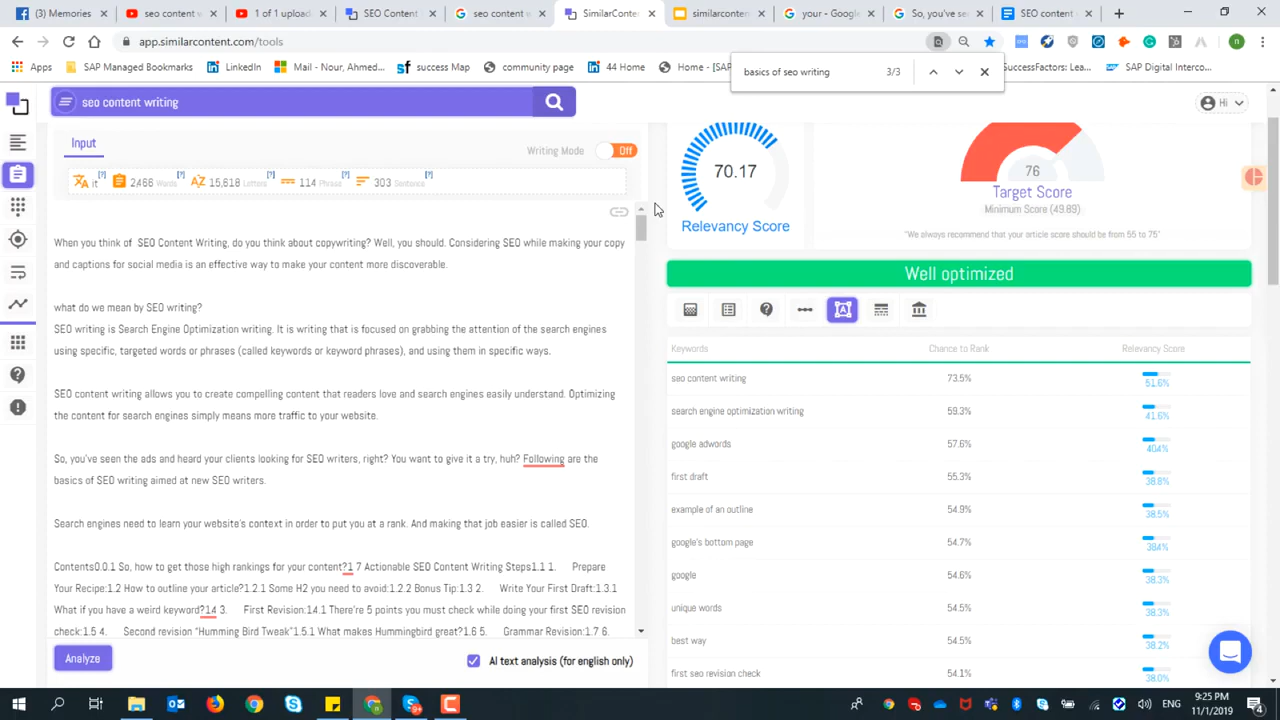 (3) Memories
seo content w
1 of 1 upload
SEO Content
seo content w
SimilarConte
similarconten
your - Google
So, you've se
SEO content
app.similarcontent.com/tools
Apps
SAP Managed Bookmarks
LinkedIn
Mail - Nour, Ahmed...
success Map
community page
44 Home
Home - [SAP
SuccessFactors: Lea...
SAP Digital Interco...
basics of seo writing 3/3
seo content writing
Hi
Input
Writing Mode Off
it [?] 2,466 Words [?] 15,618 Letters [?] 114 Phrase [?] 303 Sentence [?]
When you think of SEO Content Writing, do you think about copywriting? Well, you should. Considering SEO while making your copy
and captions for social media is an effective way to make your content more discoverable.
what do we mean by SEO writing?
SEO writing is Search Engine Optimization writing. It is writing that is focused on grabbing the attention of the search engines
using specific, targeted words or phrases (called keywords or keyword phrases), and using them in specific ways.
SEO content writing allows you to create compelling content that readers love and search engines easily understand. Optimizing
the content for search engines simply means more traffic to your website.
So, you've seen the ads and heard your clients looking for SEO writers, right? You want to give it a try, huh? Following are the
basics of SEO writing aimed at new SEO writers.
Search engines need to learn your website's context in order to put you at a rank. And making that job easier is called SEO.
Contents0.0.1 So, how to get those high rankings for your content?1 7 Actionable SEO Content Writing Steps1.1 1. Prepare
Your Recipe:1.2 How to outline your article?1.2.1 Some H2 you need to avoid:1.2.2 Bonus Tip:1.3 2. Write Your First Draft:1.3.1
What if you have a weird keyword?1.4 3. First Revision:1.4.1 There're 5 points you must check while doing your first SEO revision
check:1.5 4. Second revision "Humming Bird Tweak"1.5.1 What makes Hummingbird great?1.6 5. Grammar Revision:1.7 6.
Analyze
AI text analysis (for english only)
70.17
Relevancy Score
76
Target Score
Minimum Score (49.89)
"We always recommend that your article score should be from 55 to 75"
Well optimized
Keywords Chance to Rank Relevancy Score
seo content writing 73.5% 51.6%
search engine optimization writing 59.3% 41.6%
google adwords 57.6% 40.4%
first draft 55.3% 38.8%
example of an outline 54.9% 38.5%
google's bottom page 54.7% 38.4%
google 54.6% 38.3%
unique words 54.5% 38.3%
best way 54.5% 38.2%
first seo revision check 54.1% 38.0%
ENG
9:25 PM
11/1/2019
4